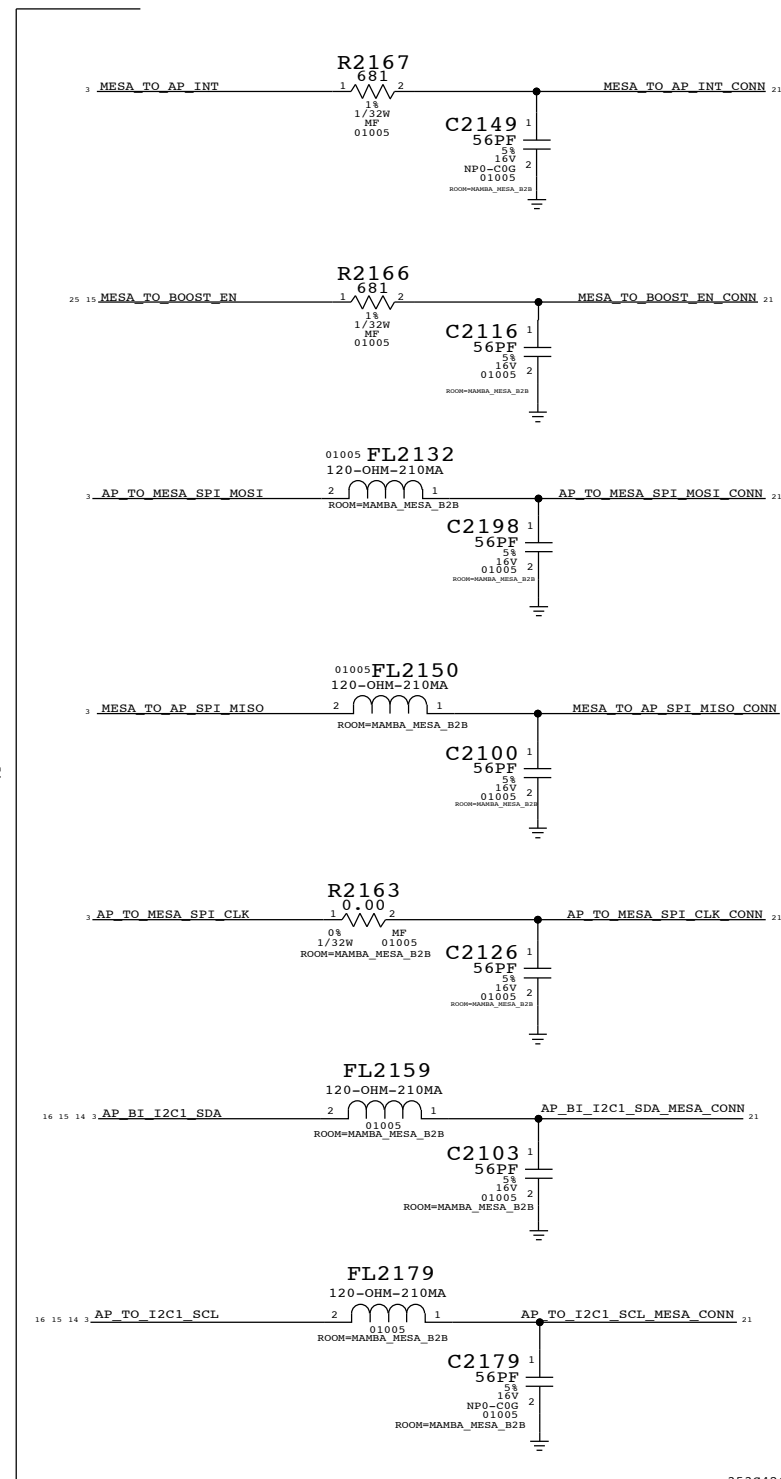 R2167
681
3 MESA_TO_AP_INT 1 2 MESA_TO_AP_INT_CONN 21
1%
1/32W
MF
01005
C2149 1
56PF
5%
16V
NP0-C0G 2
01005
ROOM=MAMBA_MESA_B2B
R2166
681
25 15 MESA_TO_BOOST_EN 1 2 MESA_TO_BOOST_EN_CONN 21
1%
1/32W
MF
01005
C2116 1
56PF
5%
16V
01005 2
ROOM=MAMBA_MESA_B2B
01005 FL2132
120-OHM-210MA
3 AP_TO_MESA_SPI_MOSI 2 1 AP_TO_MESA_SPI_MOSI_CONN 21
ROOM=MAMBA_MESA_B2B
C2198 1
56PF
5%
16V
01005 2
ROOM=MAMBA_MESA_B2B
01005 FL2150
120-OHM-210MA
3 MESA_TO_AP_SPI_MISO 2 1 MESA_TO_AP_SPI_MISO_CONN
ROOM=MAMBA_MESA_B2B
C2100 1
56PF
5%
16V
01005 2
ROOM=MAMBA_MESA_B2B
R2163
0.00
3 AP_TO_MESA_SPI_CLK 1 2 AP_TO_MESA_SPI_CLK_CONN 21
0% MF
1/32W 01005
ROOM=MAMBA_MESA_B2B
C2126 1
56PF
5%
16V
01005 2
ROOM=MAMBA_MESA_B2B
FL2159
120-OHM-210MA
16 15 14 3 AP_BI_I2C1_SDA 2 1 AP_BI_I2C1_SDA_MESA_CONN 21
01005
ROOM=MAMBA_MESA_B2B
C2103 1
56PF
5%
16V
01005 2
ROOM=MAMBA_MESA_B2B
FL2179
120-OHM-210MA
16 15 14 3 AP_TO_I2C1_SCL 2 1 AP_TO_I2C1_SCL_MESA_CONN 21
01005
ROOM=MAMBA_MESA_B2B
C2179 1
56PF
5%
16V
NP0-C0G 2
01005
ROOM=MAMBA_MESA_B2B